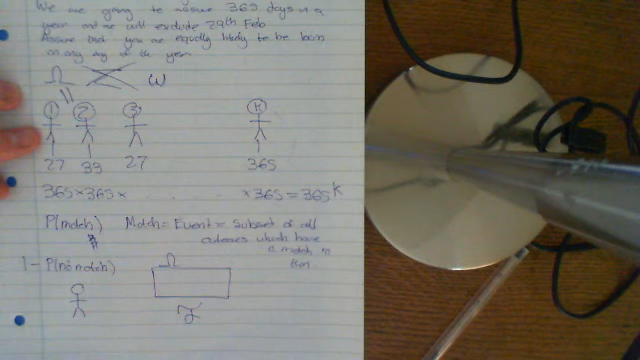 We are going to assume 365 days in a
year and we will exclude 29th Feb
Assume that you are equally likely to be born
on any day of the year
Ω ω
1 2 3 K
27 33 27 365
365×365× . . . . ×365=365^K
P(match) Match = Event = Subset of all
outcomes which have
a match in
them.
1 - P(no match)
Ω